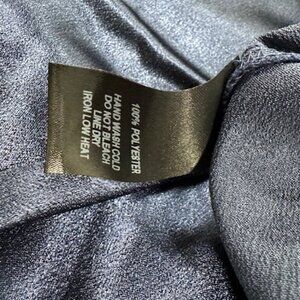 100% POLYESTER
HAND WASH COLD
DO NOT BLEACH
LINE DRY
IRON LOW HEAT